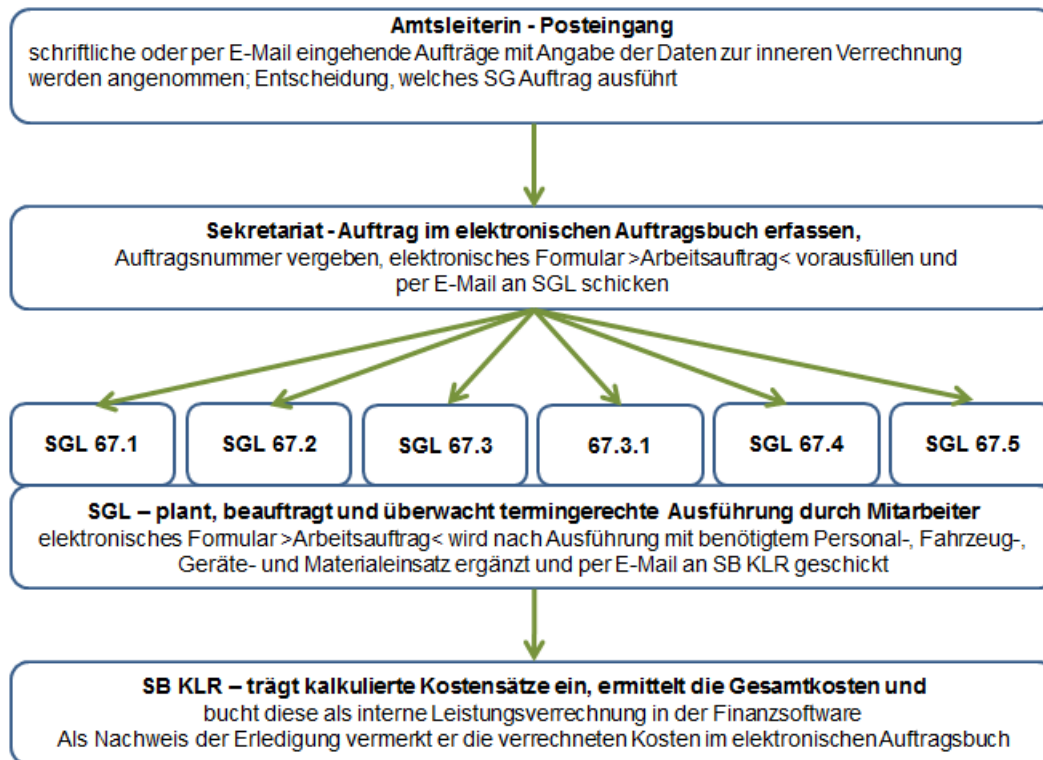 Amtsleiterin - Posteingang
schriftliche oder per E-Mail eingehende Aufträge mit Angabe der Daten zur inneren Verrechnung
werden angenommen; Entscheidung, welches SG Auftrag ausführt
Sekretariat - Auftrag im elektronischen Auftragsbuch erfassen,
Auftragsnummer vergeben, elektronisches Formular >Arbeitsauftrag< vorausfüllen und
per E-Mail an SGL schicken
SGL 67.1
SGL 67.2
SGL 67.3
67.3.1
SGL 67.4
SGL 67.5
SGL – plant, beauftragt und überwacht termingerechte Ausführung durch Mitarbeiter
elektronisches Formular >Arbeitsauftrag< wird nach Ausführung mit benötigtem Personal-, Fahrzeug-,
Geräte- und Materialeinsatz ergänzt und per E-Mail an SB KLR geschickt
SB KLR – trägt kalkulierte Kostensätze ein, ermittelt die Gesamtkosten und
bucht diese als interne Leistungsverrechnung in der Finanzsoftware
Als Nachweis der Erledigung vermerkt er die verrechneten Kosten im elektronischen Auftragsbuch